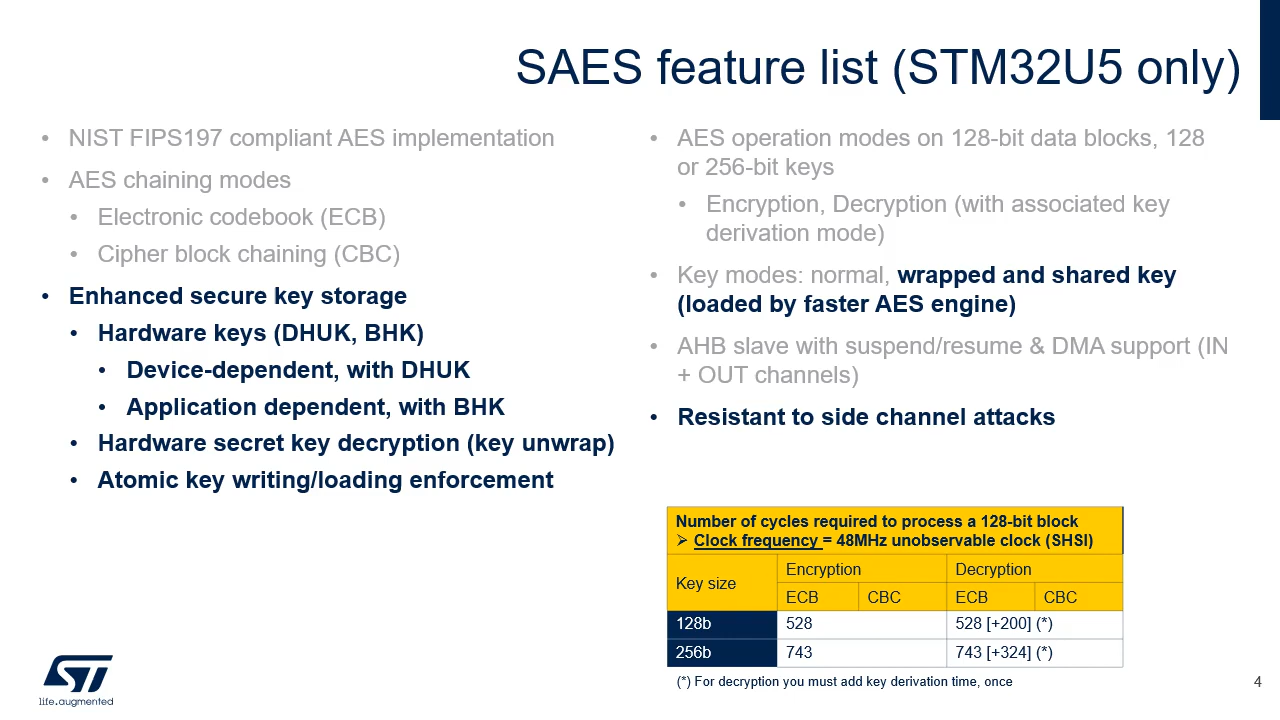 SAES feature list (STM32U5 only)
• NIST FIPS197 compliant AES implementation
• AES chaining modes
• Electronic codebook (ECB)
• Cipher block chaining (CBC)
• Enhanced secure key storage
• Hardware keys (DHUK, BHK)
• Device-dependent, with DHUK
• Application dependent, with BHK
• Hardware secret key decryption (key unwrap)
• Atomic key writing/loading enforcement
• AES operation modes on 128-bit data blocks, 128
or 256-bit keys
• Encryption, Decryption (with associated key
derivation mode)
• Key modes: normal, wrapped and shared key
(loaded by faster AES engine)
• AHB slave with suspend/resume & DMA support (IN
+ OUT channels)
• Resistant to side channel attacks
Number of cycles required to process a 128-bit block
➢ Clock frequency = 48MHz unobservable clock (SHSI)
Key size Encryption Decryption
ECB CBC ECB CBC
128b 528 528 [+200] (*)
256b 743 743 [+324] (*)
(*) For decryption you must add key derivation time, once
ST
life.augmented
4